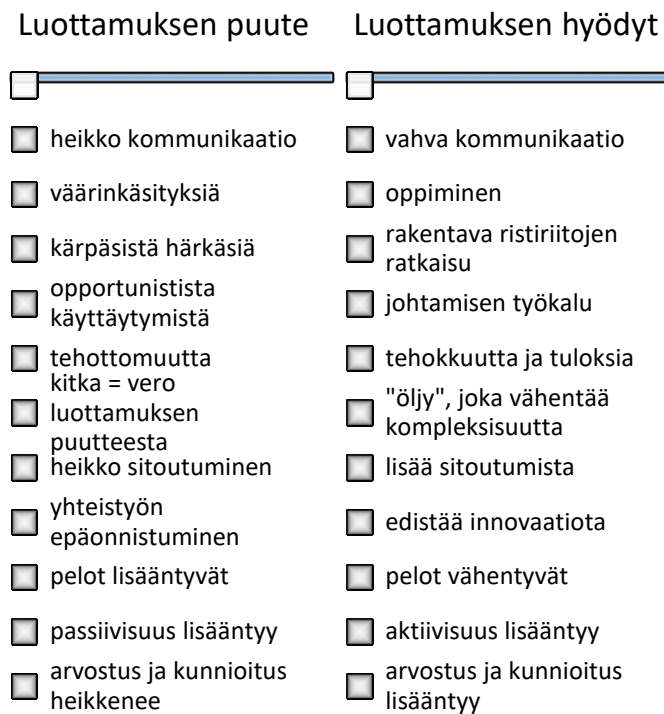 Luottamuksen puute
heikko kommunikaatio
väärinkäsityksiä
kärpäsistä härkäsiä
opportunistista
käyttäytymistä
tehottomuutta
kitka = vero
luottamuksen
puutteesta
heikko sitoutuminen
yhteistyön
epäonnistuminen
pelot lisääntyvät
passiivisuus lisääntyy
arvostus ja kunnioitus
heikkenee
Luottamuksen hyödyt
vahva kommunikaatio
oppiminen
rakentava ristiriitojen
ratkaisu
johtamisen työkalu
tehokkuutta ja tuloksia
"öljy", joka vähentää
kompleksisuutta
lisää sitoutumista
edistää innovaatiota
pelot vähentyvät
aktiivisuus lisääntyy
arvostus ja kunnioitus
lisääntyy